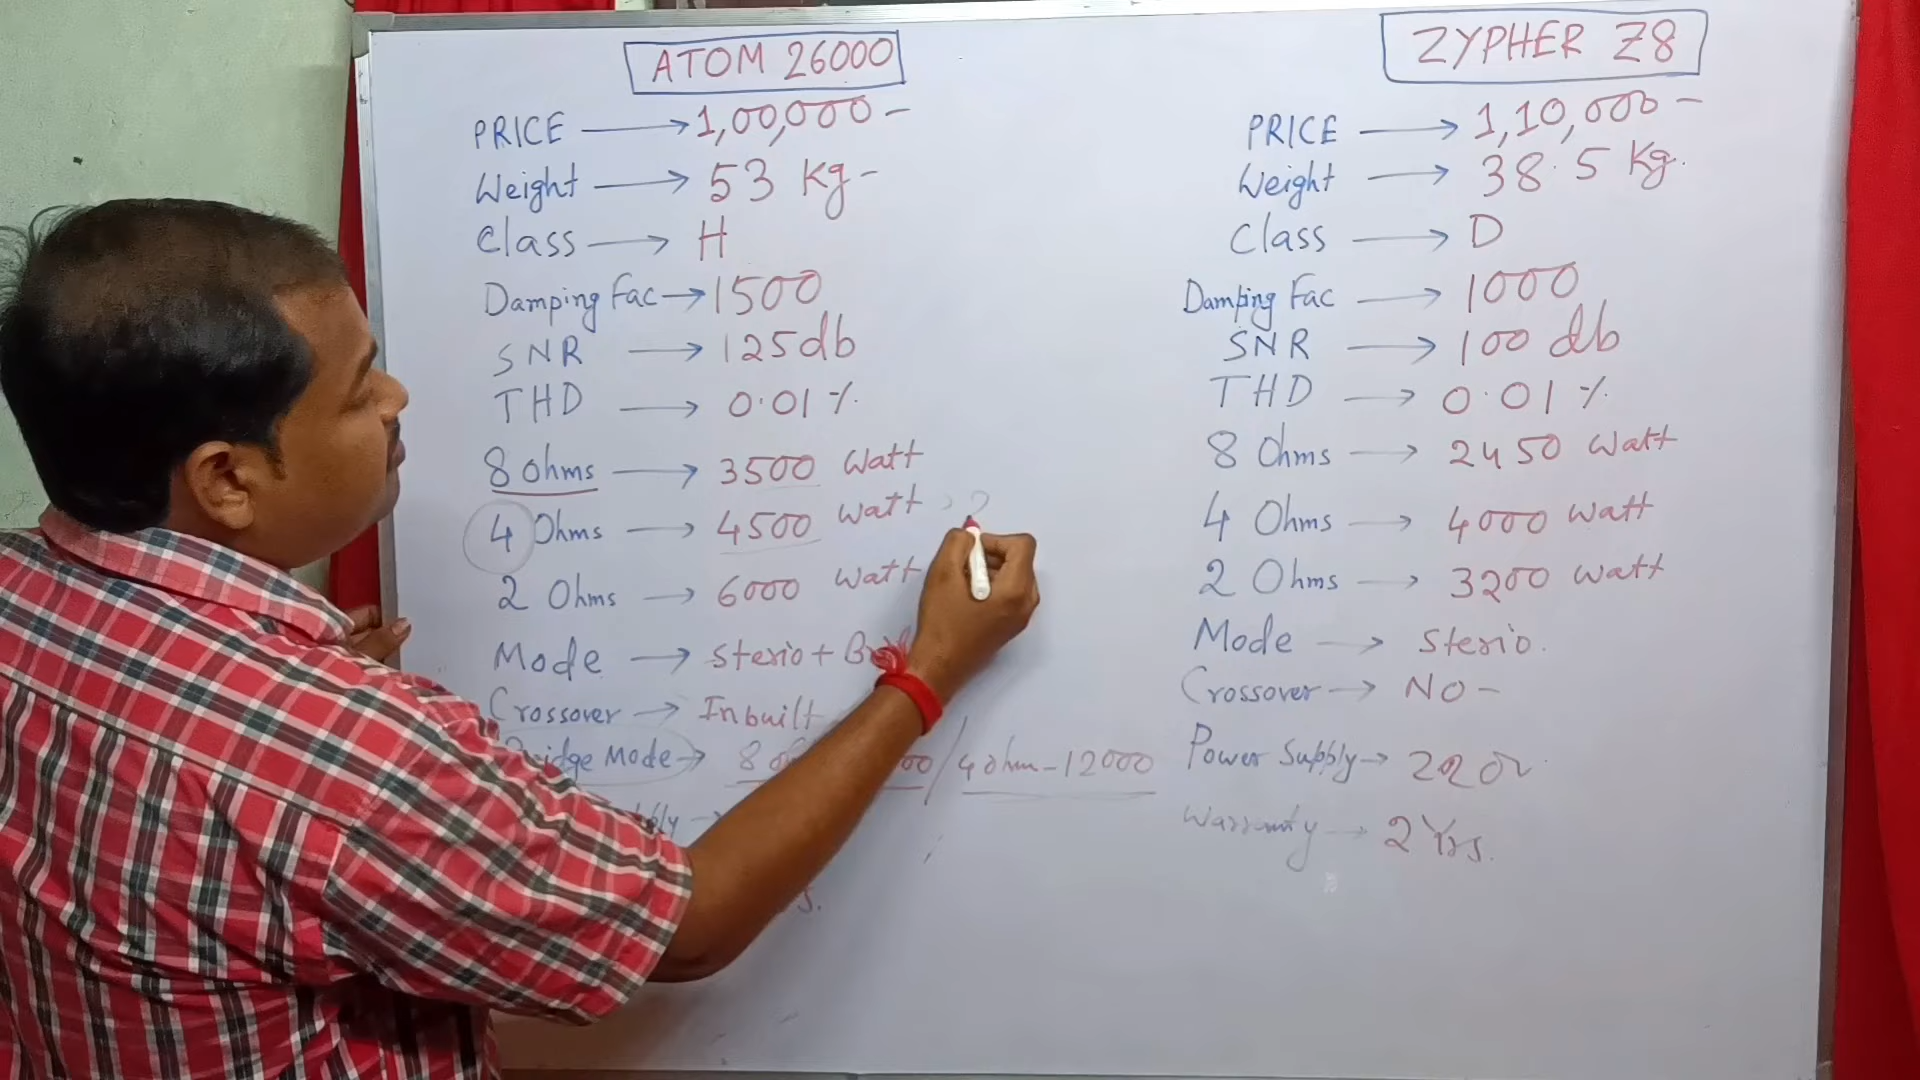 ATOM 26000
PRICE → 1,00,000 -
Weight → 53 Kg -
Class → H
Damping Fac → 1500
SNR → 125db
THD → 0.01 %.
8 Ohms → 3500 Watt
4 Ohms → 4500 Watt
2 Ohms → 6000 Watt
Mode → Sterio +
Crossover → Inbuilt
Mode → 8 / 4 ohm - 12000
ZYPHER Z8
PRICE → 1,10,000 -
Weight → 38.5 Kg.
Class → D
Damping Fac → 1000
SNR → 100 db
THD → 0.01 %
8 Ohms → 2450 Watt
4 Ohms → 4000 Watt
2 Ohms → 3200 Watt
Mode → Sterio.
Crossover → NO -
Power Supply → 220v
Warranty → 2 Yrs.